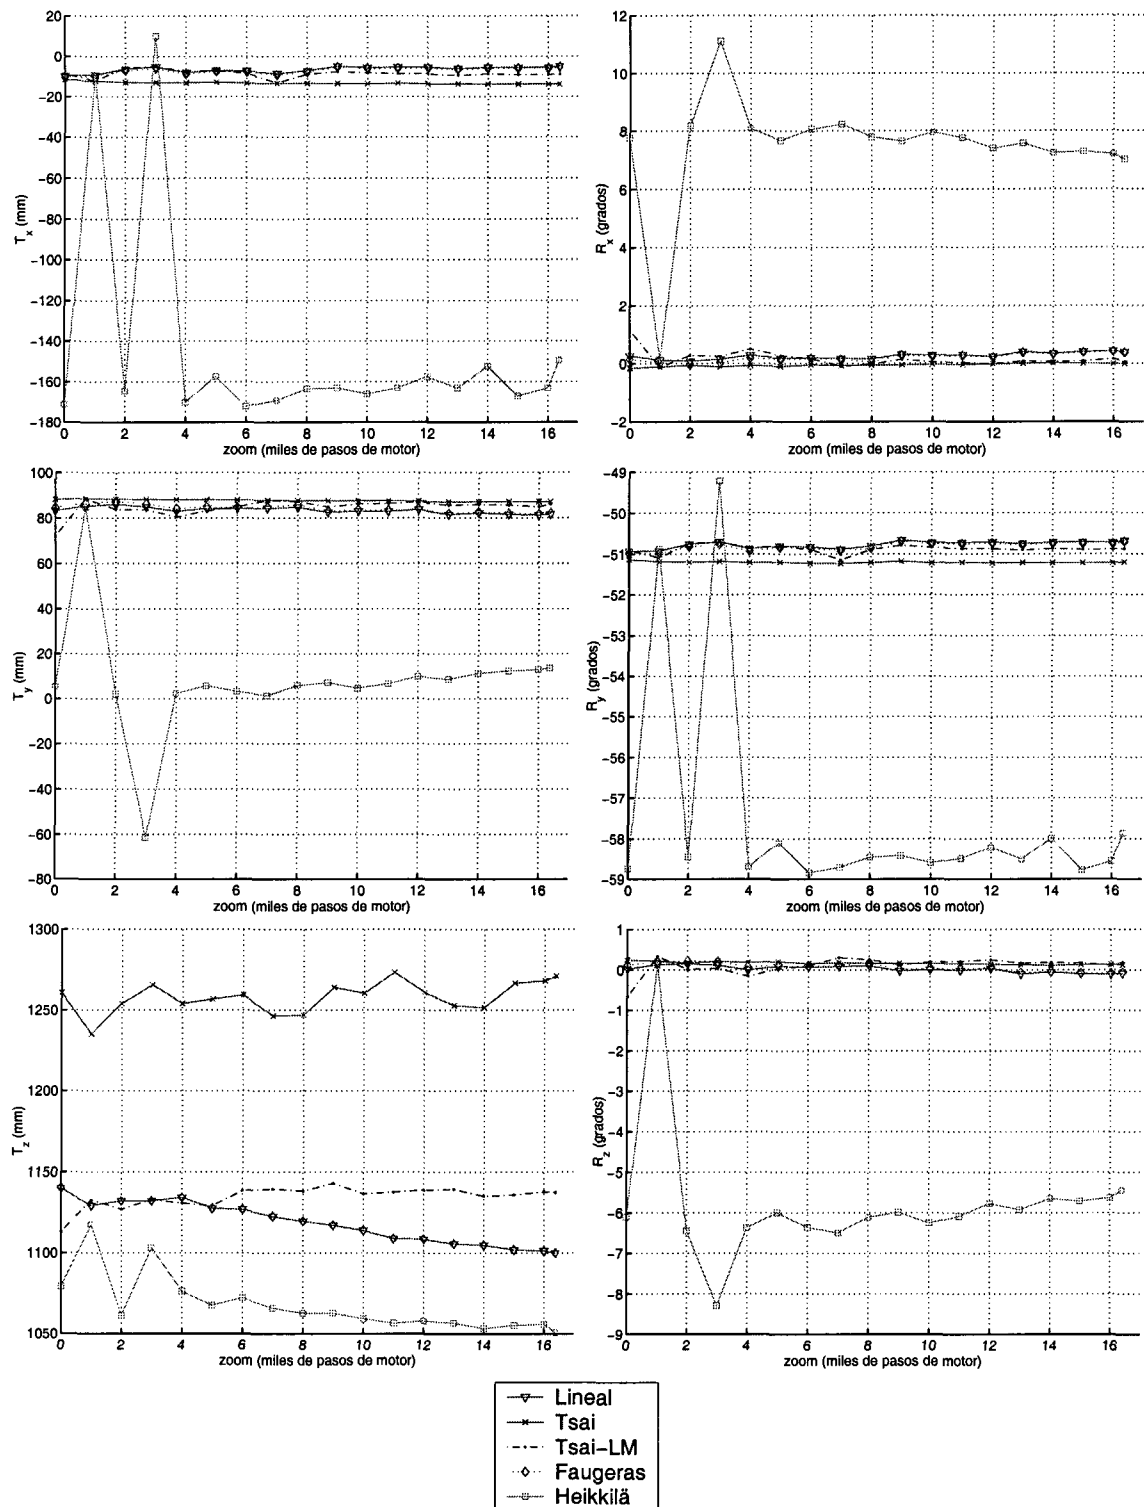 20
0
-20
-40
-60
-80
-100
-120
-140
-160
-180
T_x (mm)
0 2 4 6 8 10 12 14 16
zoom (miles de pasos de motor)
12
10
8
6
4
2
0
-2
R_x (grados)
0 2 4 6 8 10 12 14 16
zoom (miles de pasos de motor)
100
80
60
40
20
0
-20
-40
-60
-80
T_y (mm)
0 2 4 6 8 10 12 14 16
zoom (miles de pasos de motor)
-49
-50
-51
-52
-53
-54
-55
-56
-57
-58
-59
R_y (grados)
0 2 4 6 8 10 12 14 16
zoom (miles de pasos de motor)
1300
1250
1200
1150
1100
1050
T_z (mm)
0 2 4 6 8 10 12 14 16
zoom (miles de pasos de motor)
1
0
-1
-2
-3
-4
-5
-6
-7
-8
-9
R_z (grados)
0 2 4 6 8 10 12 14 16
zoom (miles de pasos de motor)
Lineal
Tsai
Tsai-LM
Faugeras
Heikkilä